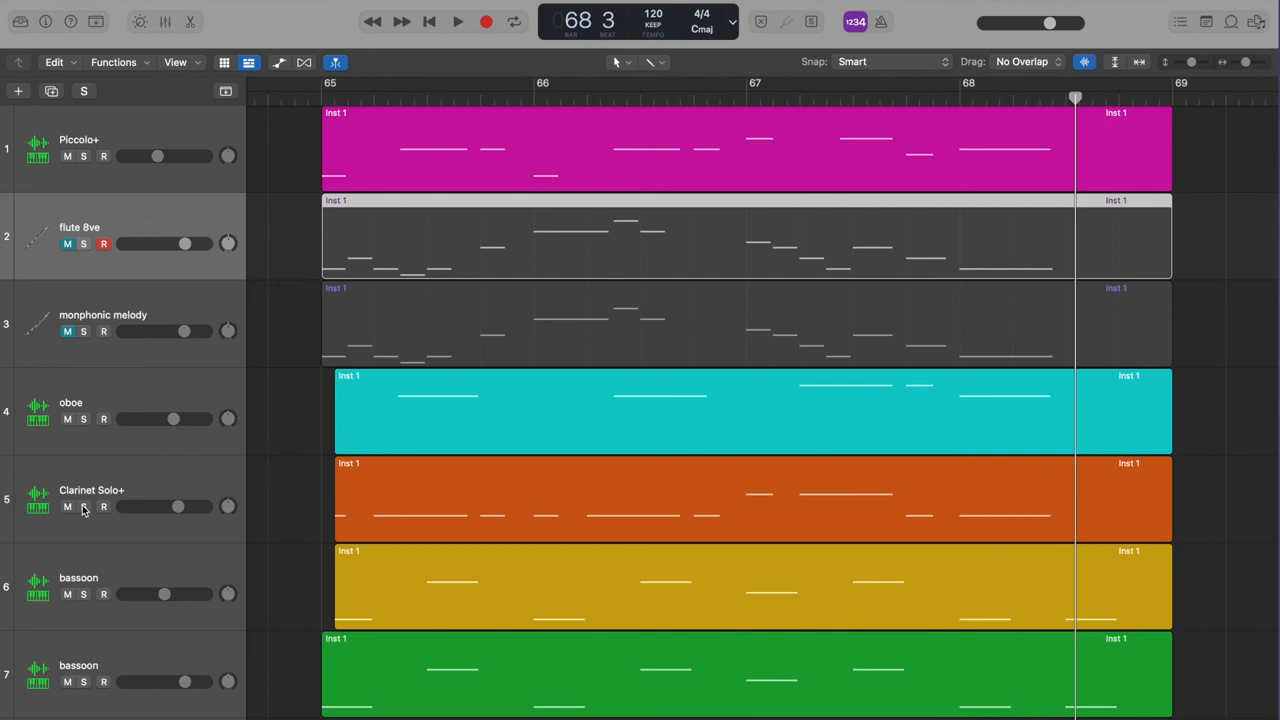 68 3 120 4/4
KEEP Cmaj
BAR BEAT TEMPO
1234
Edit Functions View Snap: Smart Drag: No Overlap
S
65 66 67 68 69
1 Piccolo+ M S R Inst 1 Inst 1
2 flute 8ve M S R Inst 1 Inst 1
3 monphonic melody M S R Inst 1 Inst 1
4 oboe M S R Inst 1 Inst 1
5 Clarinet Solo+ M S R Inst 1 Inst 1
6 bassoon M S R Inst 1 Inst 1
7 bassoon M S R Inst 1 Inst 1